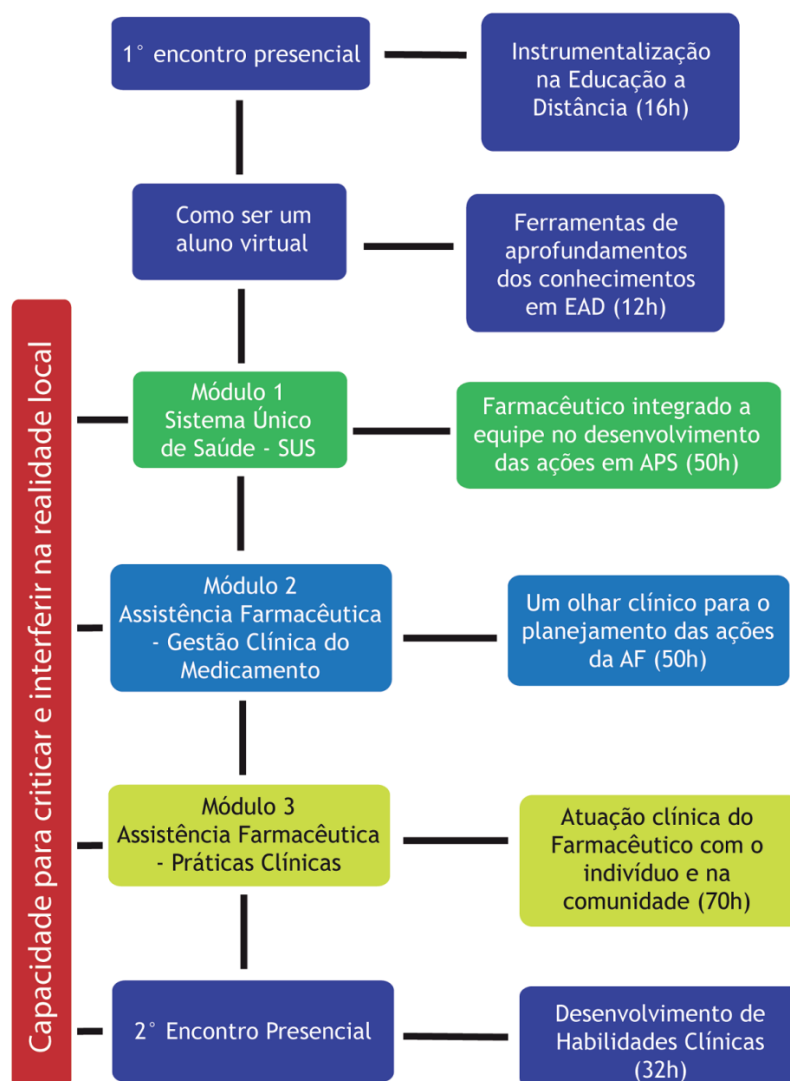 1° encontro presencial
Instrumentalização
na Educação a
Distância (16h)
Como ser um
aluno virtual
Ferramentas de
aprofundamentos
dos conhecimentos
em EAD (12h)
Capacidade para criticar e interferir na realidade local
Módulo 1
Sistema Único
de Saúde - SUS
Farmacêutico integrado a
equipe no desenvolvimento
das ações em APS (50h)
Módulo 2
Assistência Farmacêutica
- Gestão Clínica do
Medicamento
Um olhar clínico para o
planejamento das ações
da AF (50h)
Módulo 3
Assistência Farmacêutica
- Práticas Clínicas
Atuação clínica do
Farmacêutico com o
indivíduo e na
comunidade (70h)
2° Encontro Presencial
Desenvolvimento de
Habilidades Clínicas
(32h)